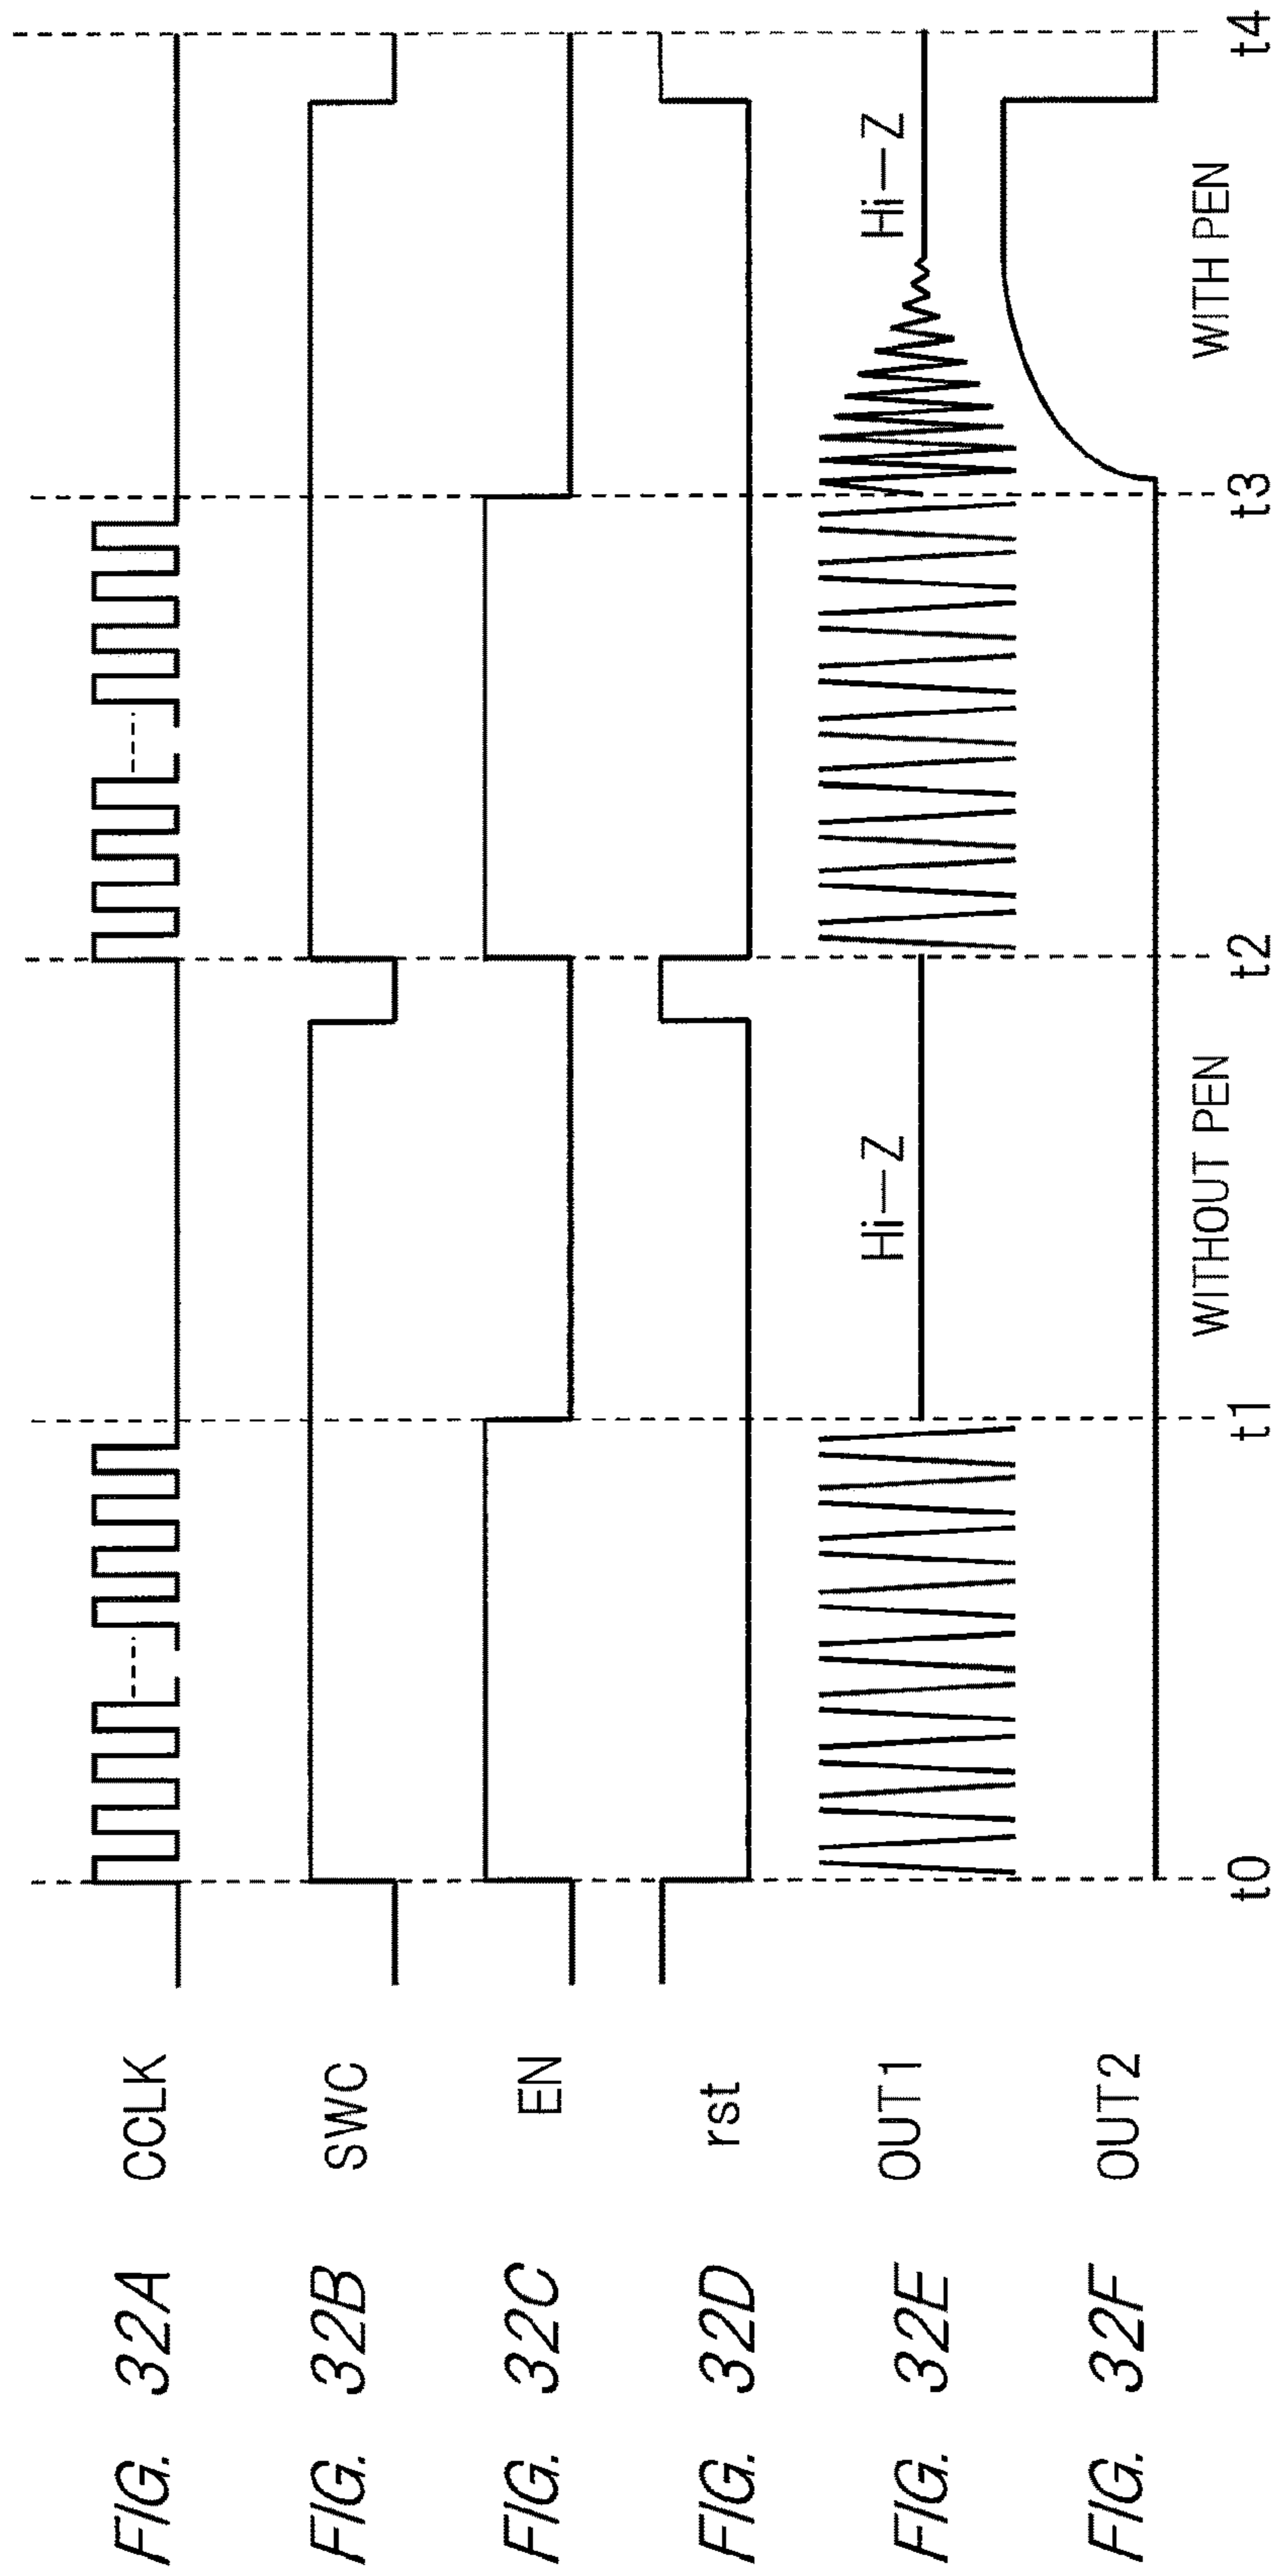 FIG. 32A CCLK
FIG. 32B SWC
FIG. 32C EN
FIG. 32D rst
FIG. 32E OUT1 Hi-Z Hi-Z
FIG. 32F OUT2
WITHOUT PEN WITH PEN
t0 t1 t2 t3 t4